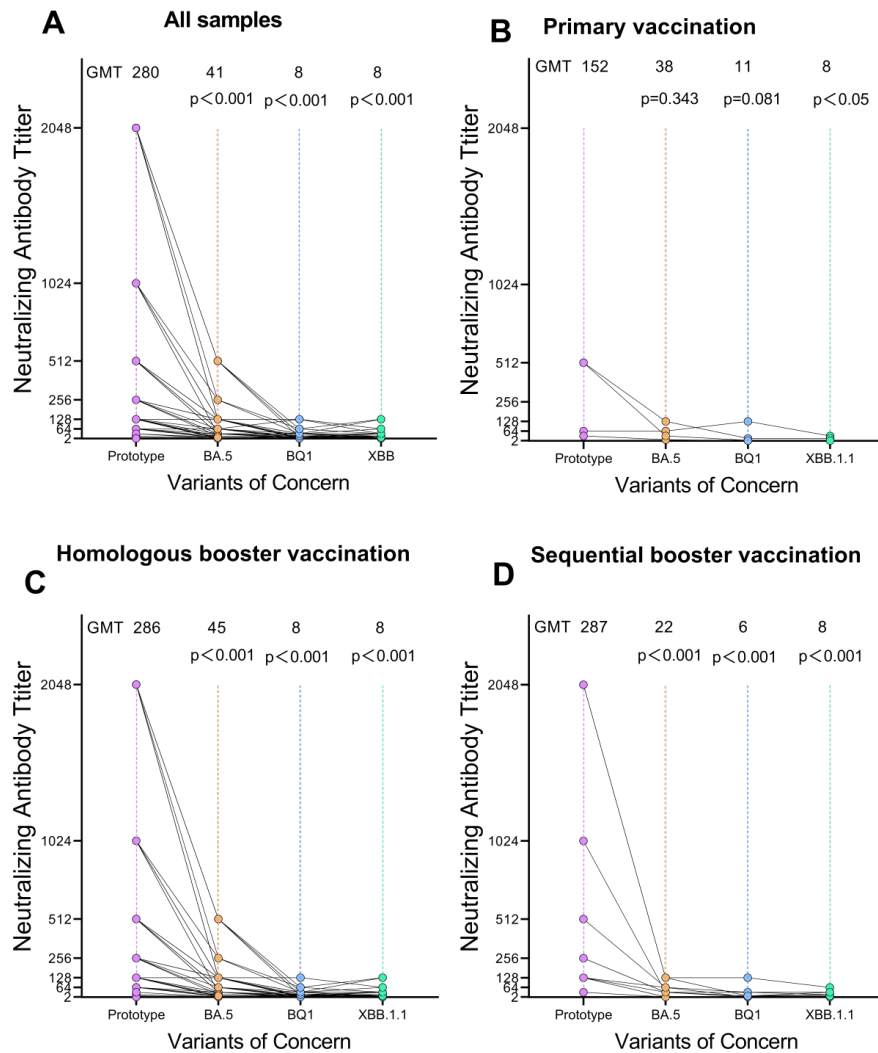 A
All samples
GMT 280 41 8 8
p<0.001 p<0.001 p<0.001
Neutralizing Antibody Ttiter
2048
1024
512
256
128
64
2
Prototype BA.5 BQ1 XBB
Variants of Concern
B
Primary vaccination
GMT 152 38 11 8
p=0.343 p=0.081 p<0.05
Neutralizing Antibody Ttiter
2048
1024
512
256
128
64
2
Prototype BA.5 BQ1 XBB.1.1
Variants of Concern
C
Homologous booster vaccination
GMT 286 45 8 8
p<0.001 p<0.001 p<0.001
Neutralizing Antibody Ttiter
2048
1024
512
256
128
64
2
Prototype BA.5 BQ1 XBB.1.1
Variants of Concern
D
Sequential booster vaccination
GMT 287 22 6 8
p<0.001 p<0.001 p<0.001
Neutralizing Antibody Ttiter
2048
1024
512
256
128
64
2
Prototype BA.5 BQ1 XBB.1.1
Variants of Concern